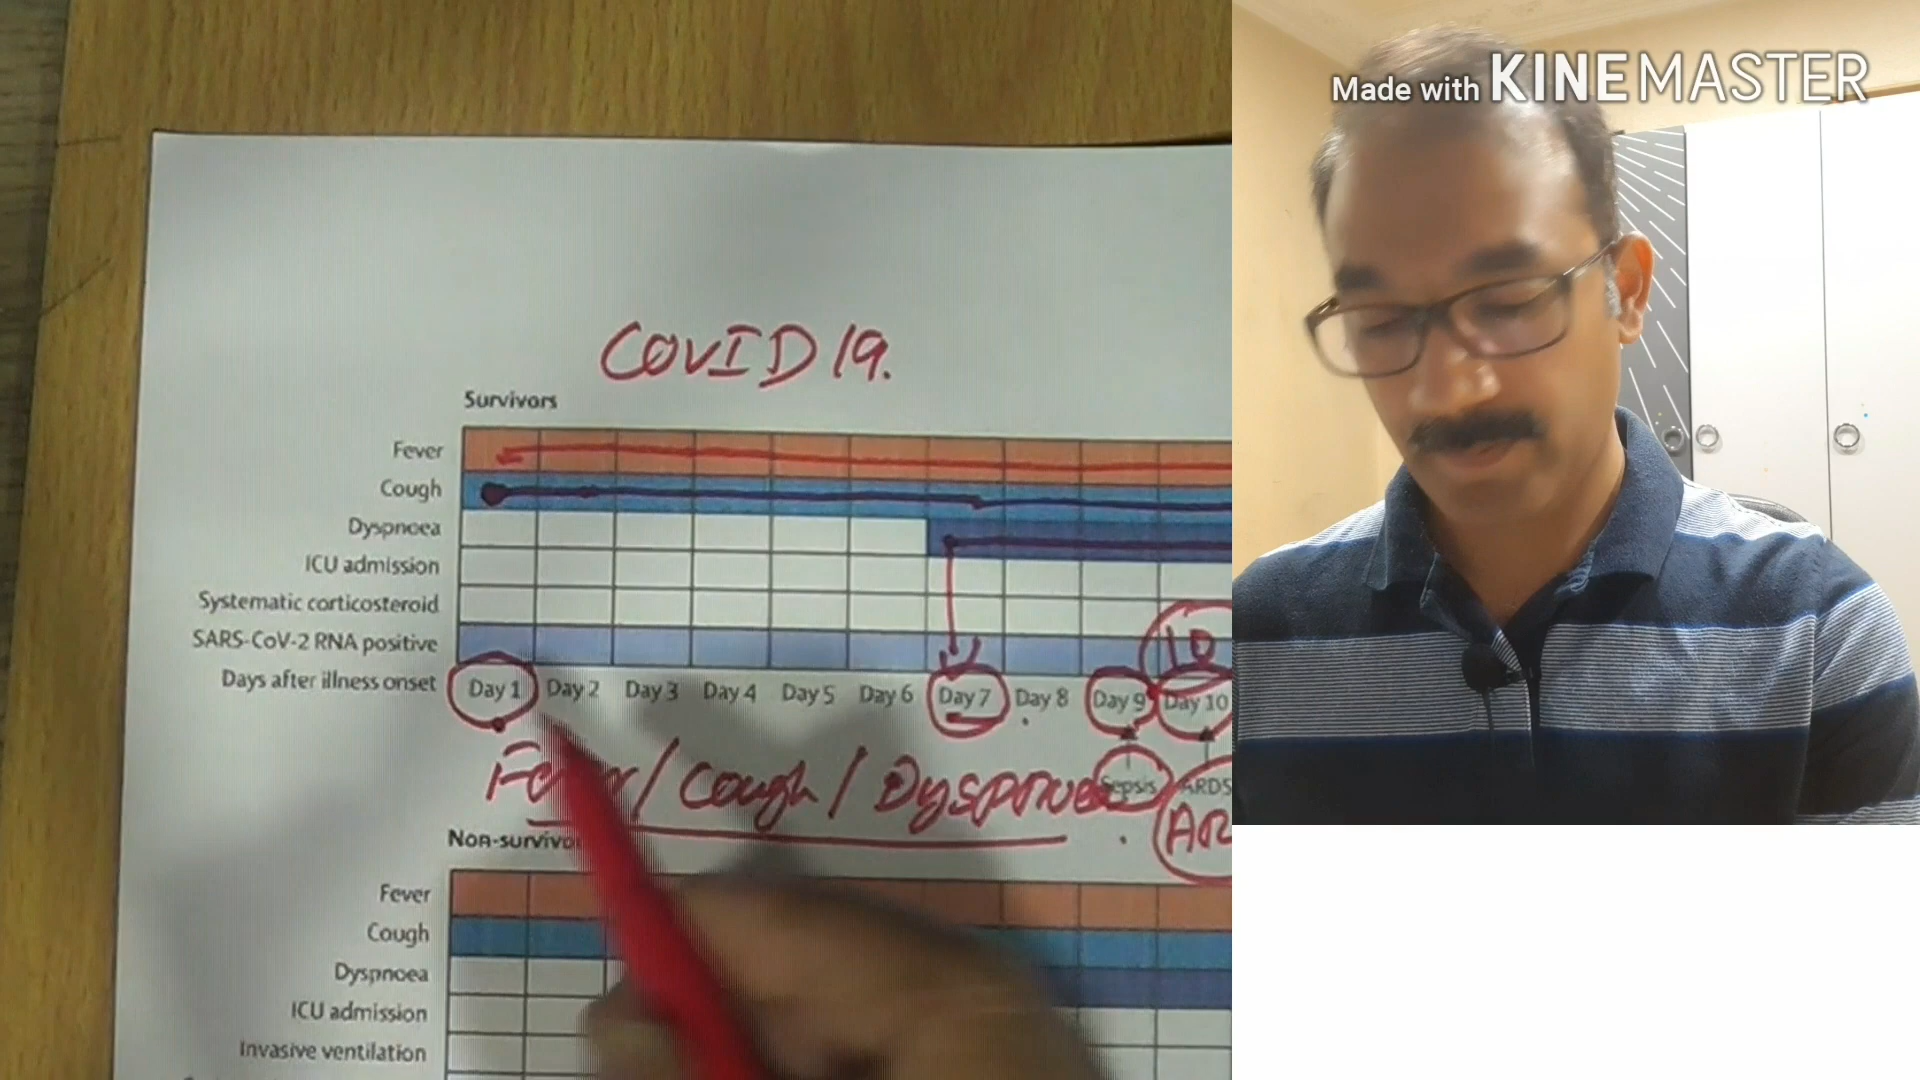 Made with KINEMASTER
COVID 19.
Survivors
Fever
Cough
Dyspnoea
ICU admission
Systematic corticosteroid
SARS-CoV-2 RNA positive
10
Days after illness onset Day 1 Day 2 Day 3 Day 4 Day 5 Day 6 Day 7 Day 8 Day 9 Day 10
Sepsis ARDS
/ Cough /
Fever
Cough
Dyspnoea
ICU admission
Invasive ventilation